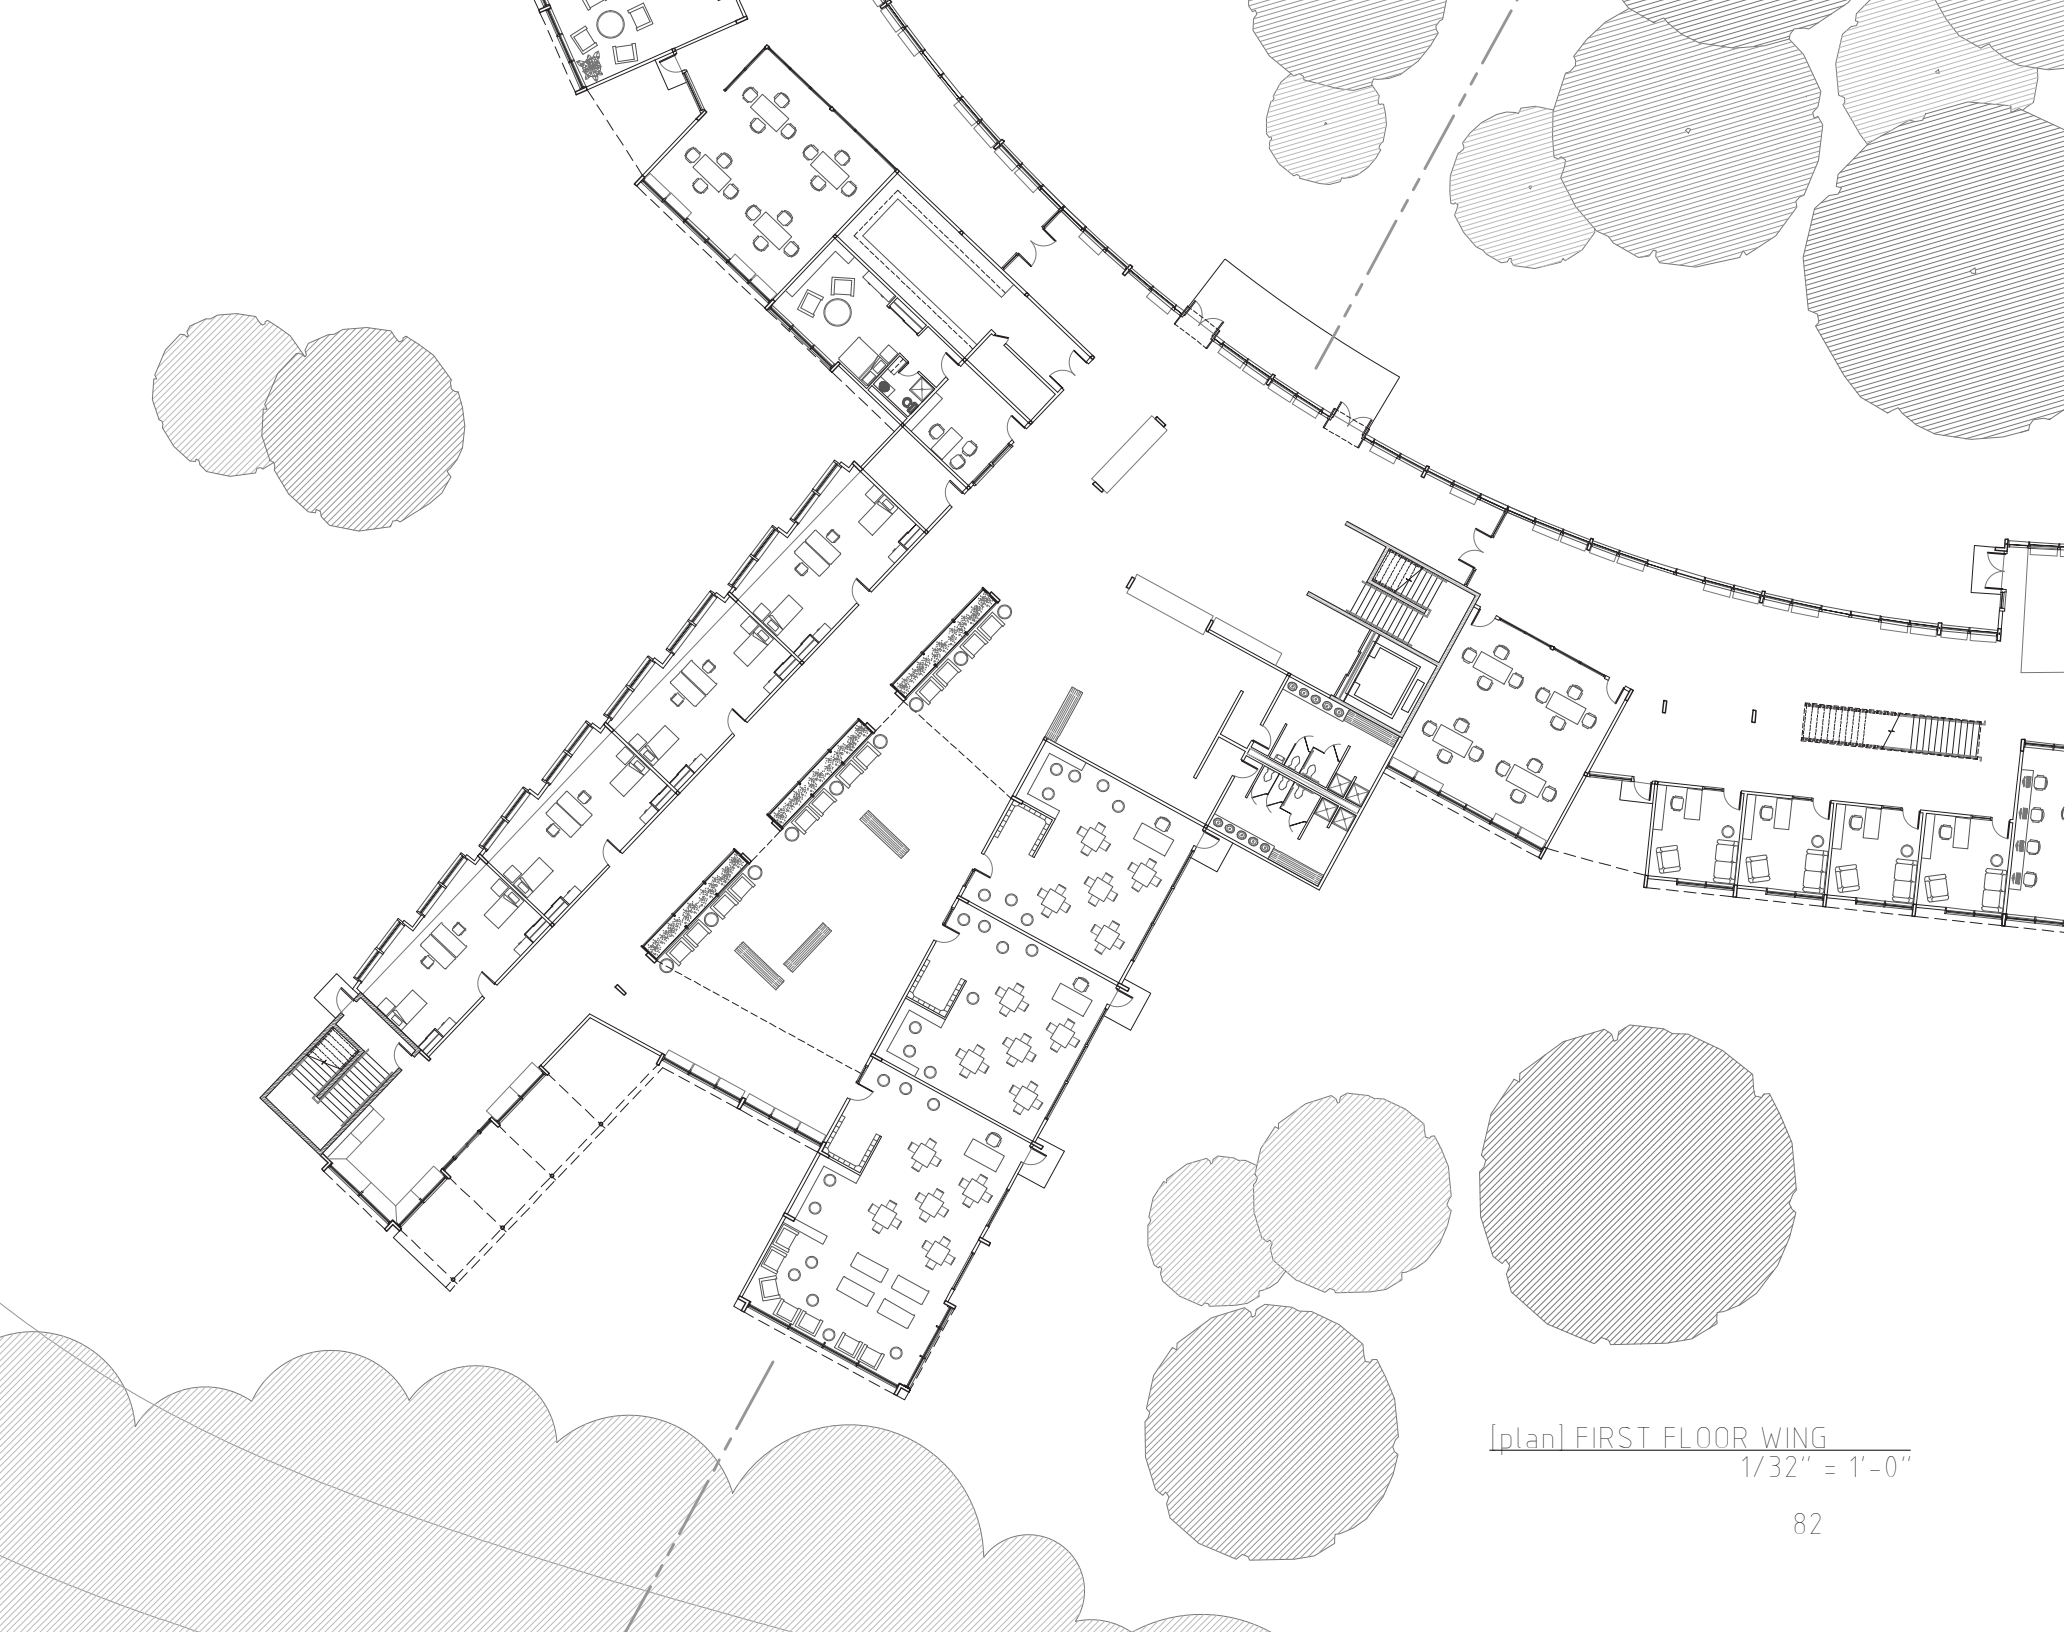 [plan] FIRST FLOOR WING
1/32" = 1'-0"
82